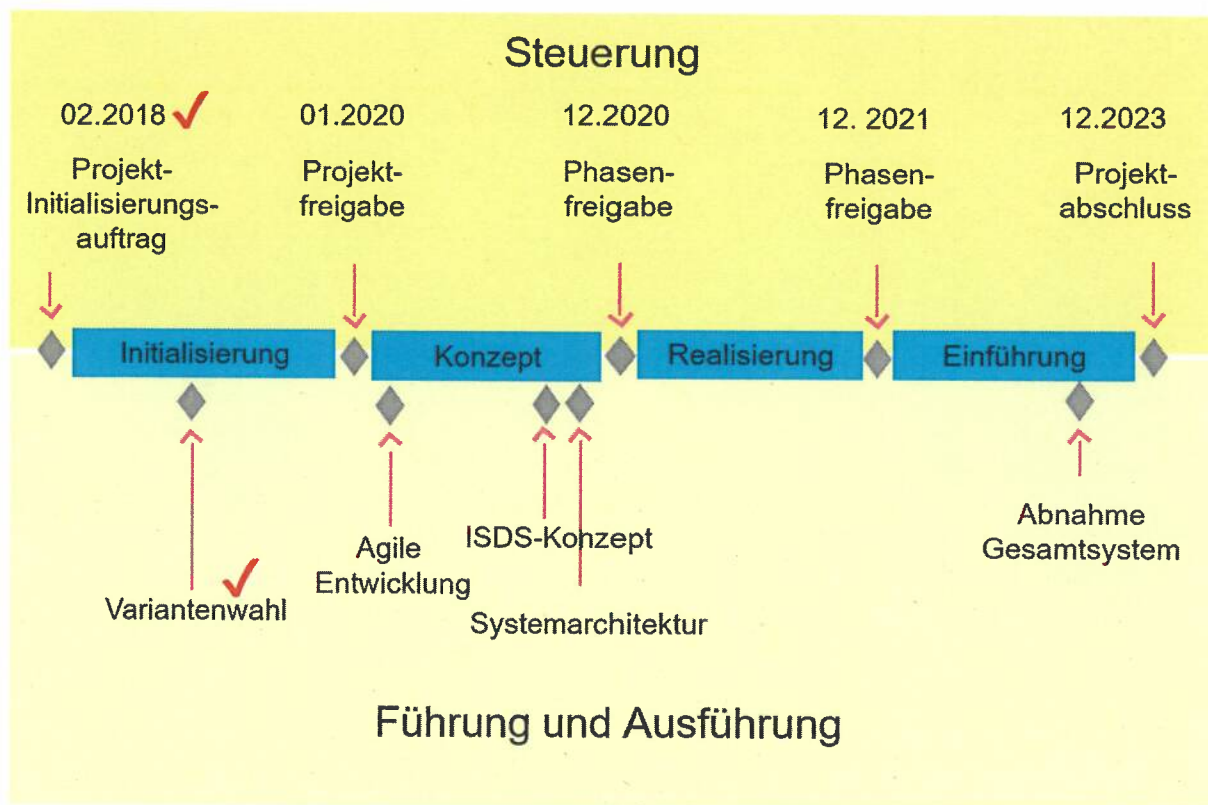 Steuerung
02.2018
01.2020
12.2020
12. 2021
12.2023
Projekt-
Initialisierungs-
auftrag
Projekt-
freigabe
Phasen-
freigabe
Phasen-
freigabe
Projekt-
abschluss
Initialisierung
Konzept
Realisierung
Einführung
Variantenwahl
Agile
Entwicklung
ISDS-Konzept
Systemarchitektur
Abnahme
Gesamtsystem
Führung und Ausführung